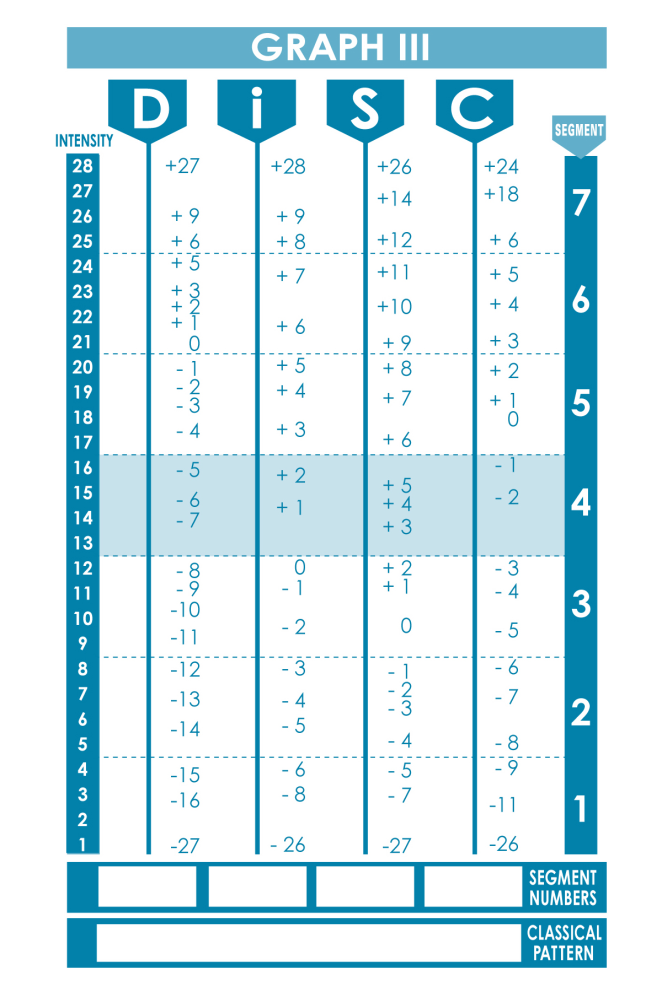 GRAPH III
D i S C
INTENSITY SEGMENT
28 +27 +28 +26 +24
27 +14 +18 7
26 + 9 + 9
25 + 6 + 8 +12 + 6
24 + 5 + 7 +11 + 5
23 + 3 6
+ 2 +10 + 4
22 + 1 + 6
21 0 + 9 + 3
20 - 1 + 5 + 8 + 2
19 - 2 + 4 + 7 + 1 5
18 - 3 0
17 - 4 + 3 + 6
16 - 5 + 2 - 1
15 - 6 + 5 - 2 4
14 - 7 + 1 + 4
13 + 3
12 - 8 0 + 2 - 3
11 - 9 - 1 + 1 - 4
10 -10 - 2 0 - 5 3
9 -11
8 -12 - 3 - 1 - 6
7 -13 - 4 - 2 - 7
6 -14 - 5 - 3 2
5 - 4 - 8
4 -15 - 6 - 5 - 9
3 -16 - 8 - 7 -11 1
2
1 -27 - 26 -27 -26
SEGMENT
NUMBERS
CLASSICAL
PATTERN